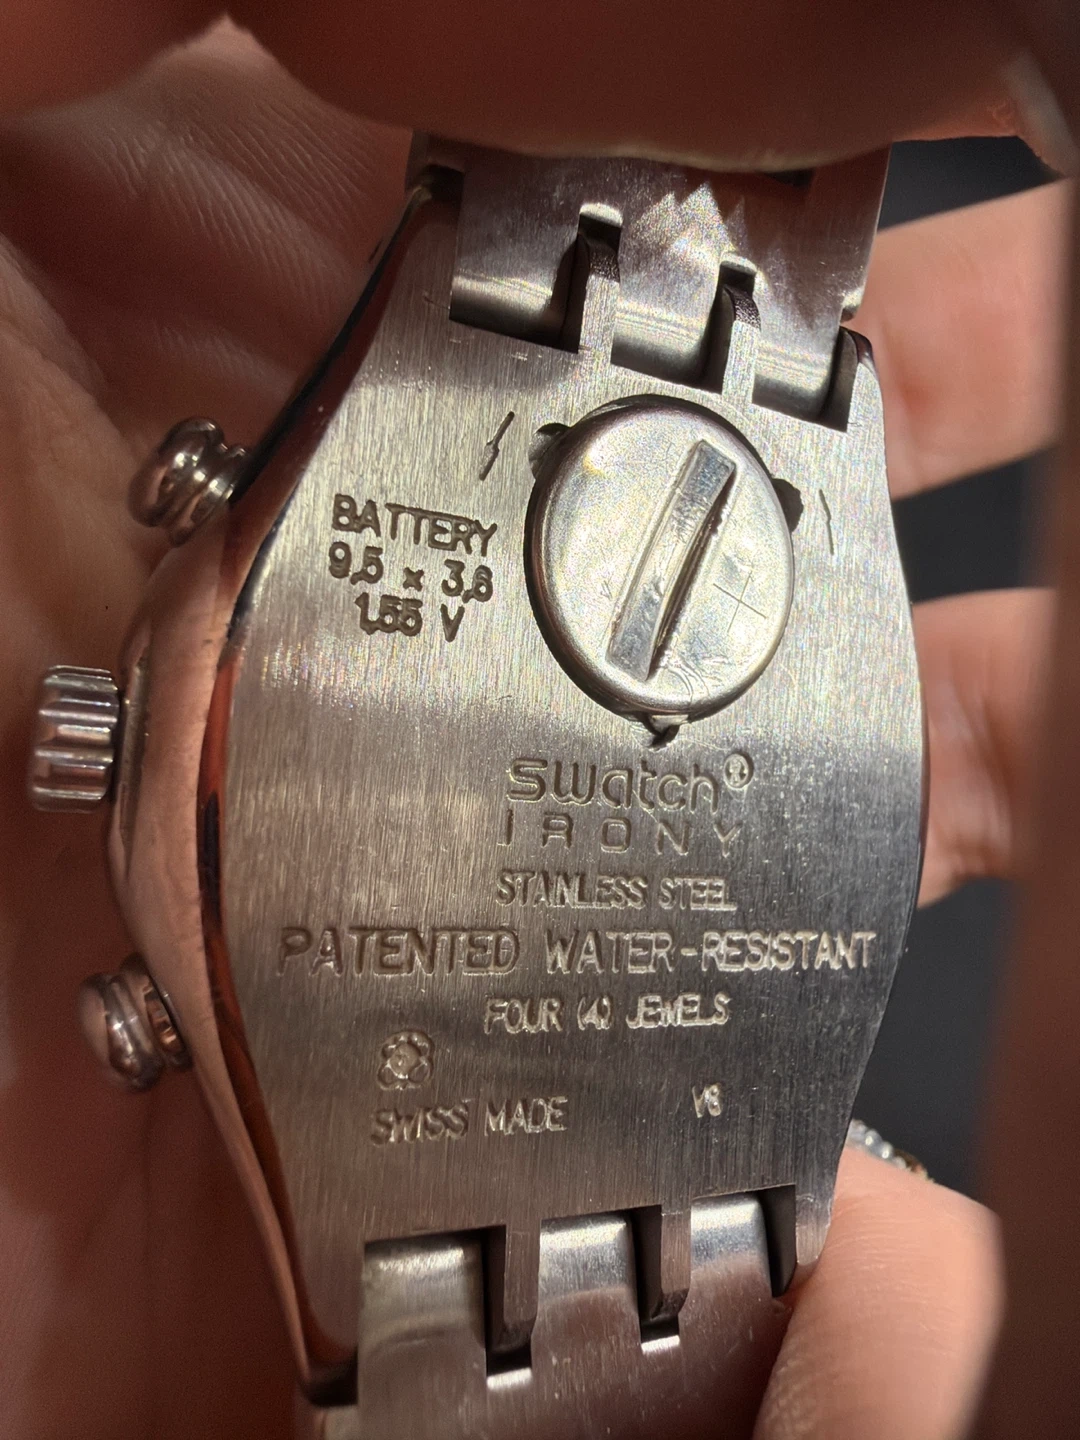 BATTERY
9,5 x 3,6
1,55 V
swatch®
IRONY
STAINLESS STEEL
PATENTED WATER-RESISTANT
FOUR (4) JEWELS
SWISS MADE V8